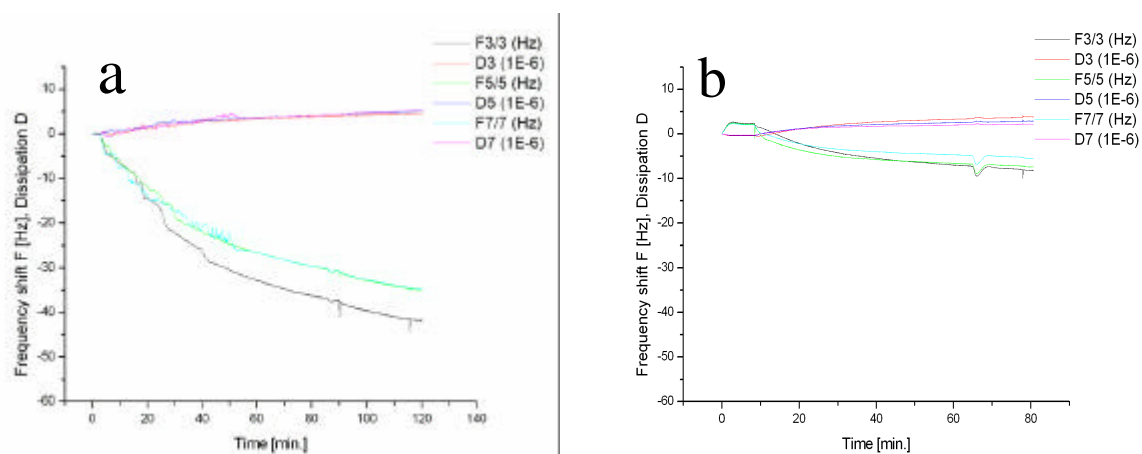 a
F3/3 (Hz)
D3 (1E-6)
F5/5 (Hz)
D5 (1E-6)
F7/7 (Hz)
D7 (1E-6)
Frequency shift F [Hz], Dissipation D
10
0
-10
-20
-30
-40
-50
-60
0
20
40
60
80
100
120
140
Time [min.]
b
F3/3 (Hz)
D3 (1E-6)
F5/5 (Hz)
D5 (1E-6)
F7/7 (Hz)
D7 (1E-6)
Frequency shift F [Hz], Dissipation D
10
0
-10
-20
-30
-40
-50
-60
0
20
40
60
80
Time [min.]